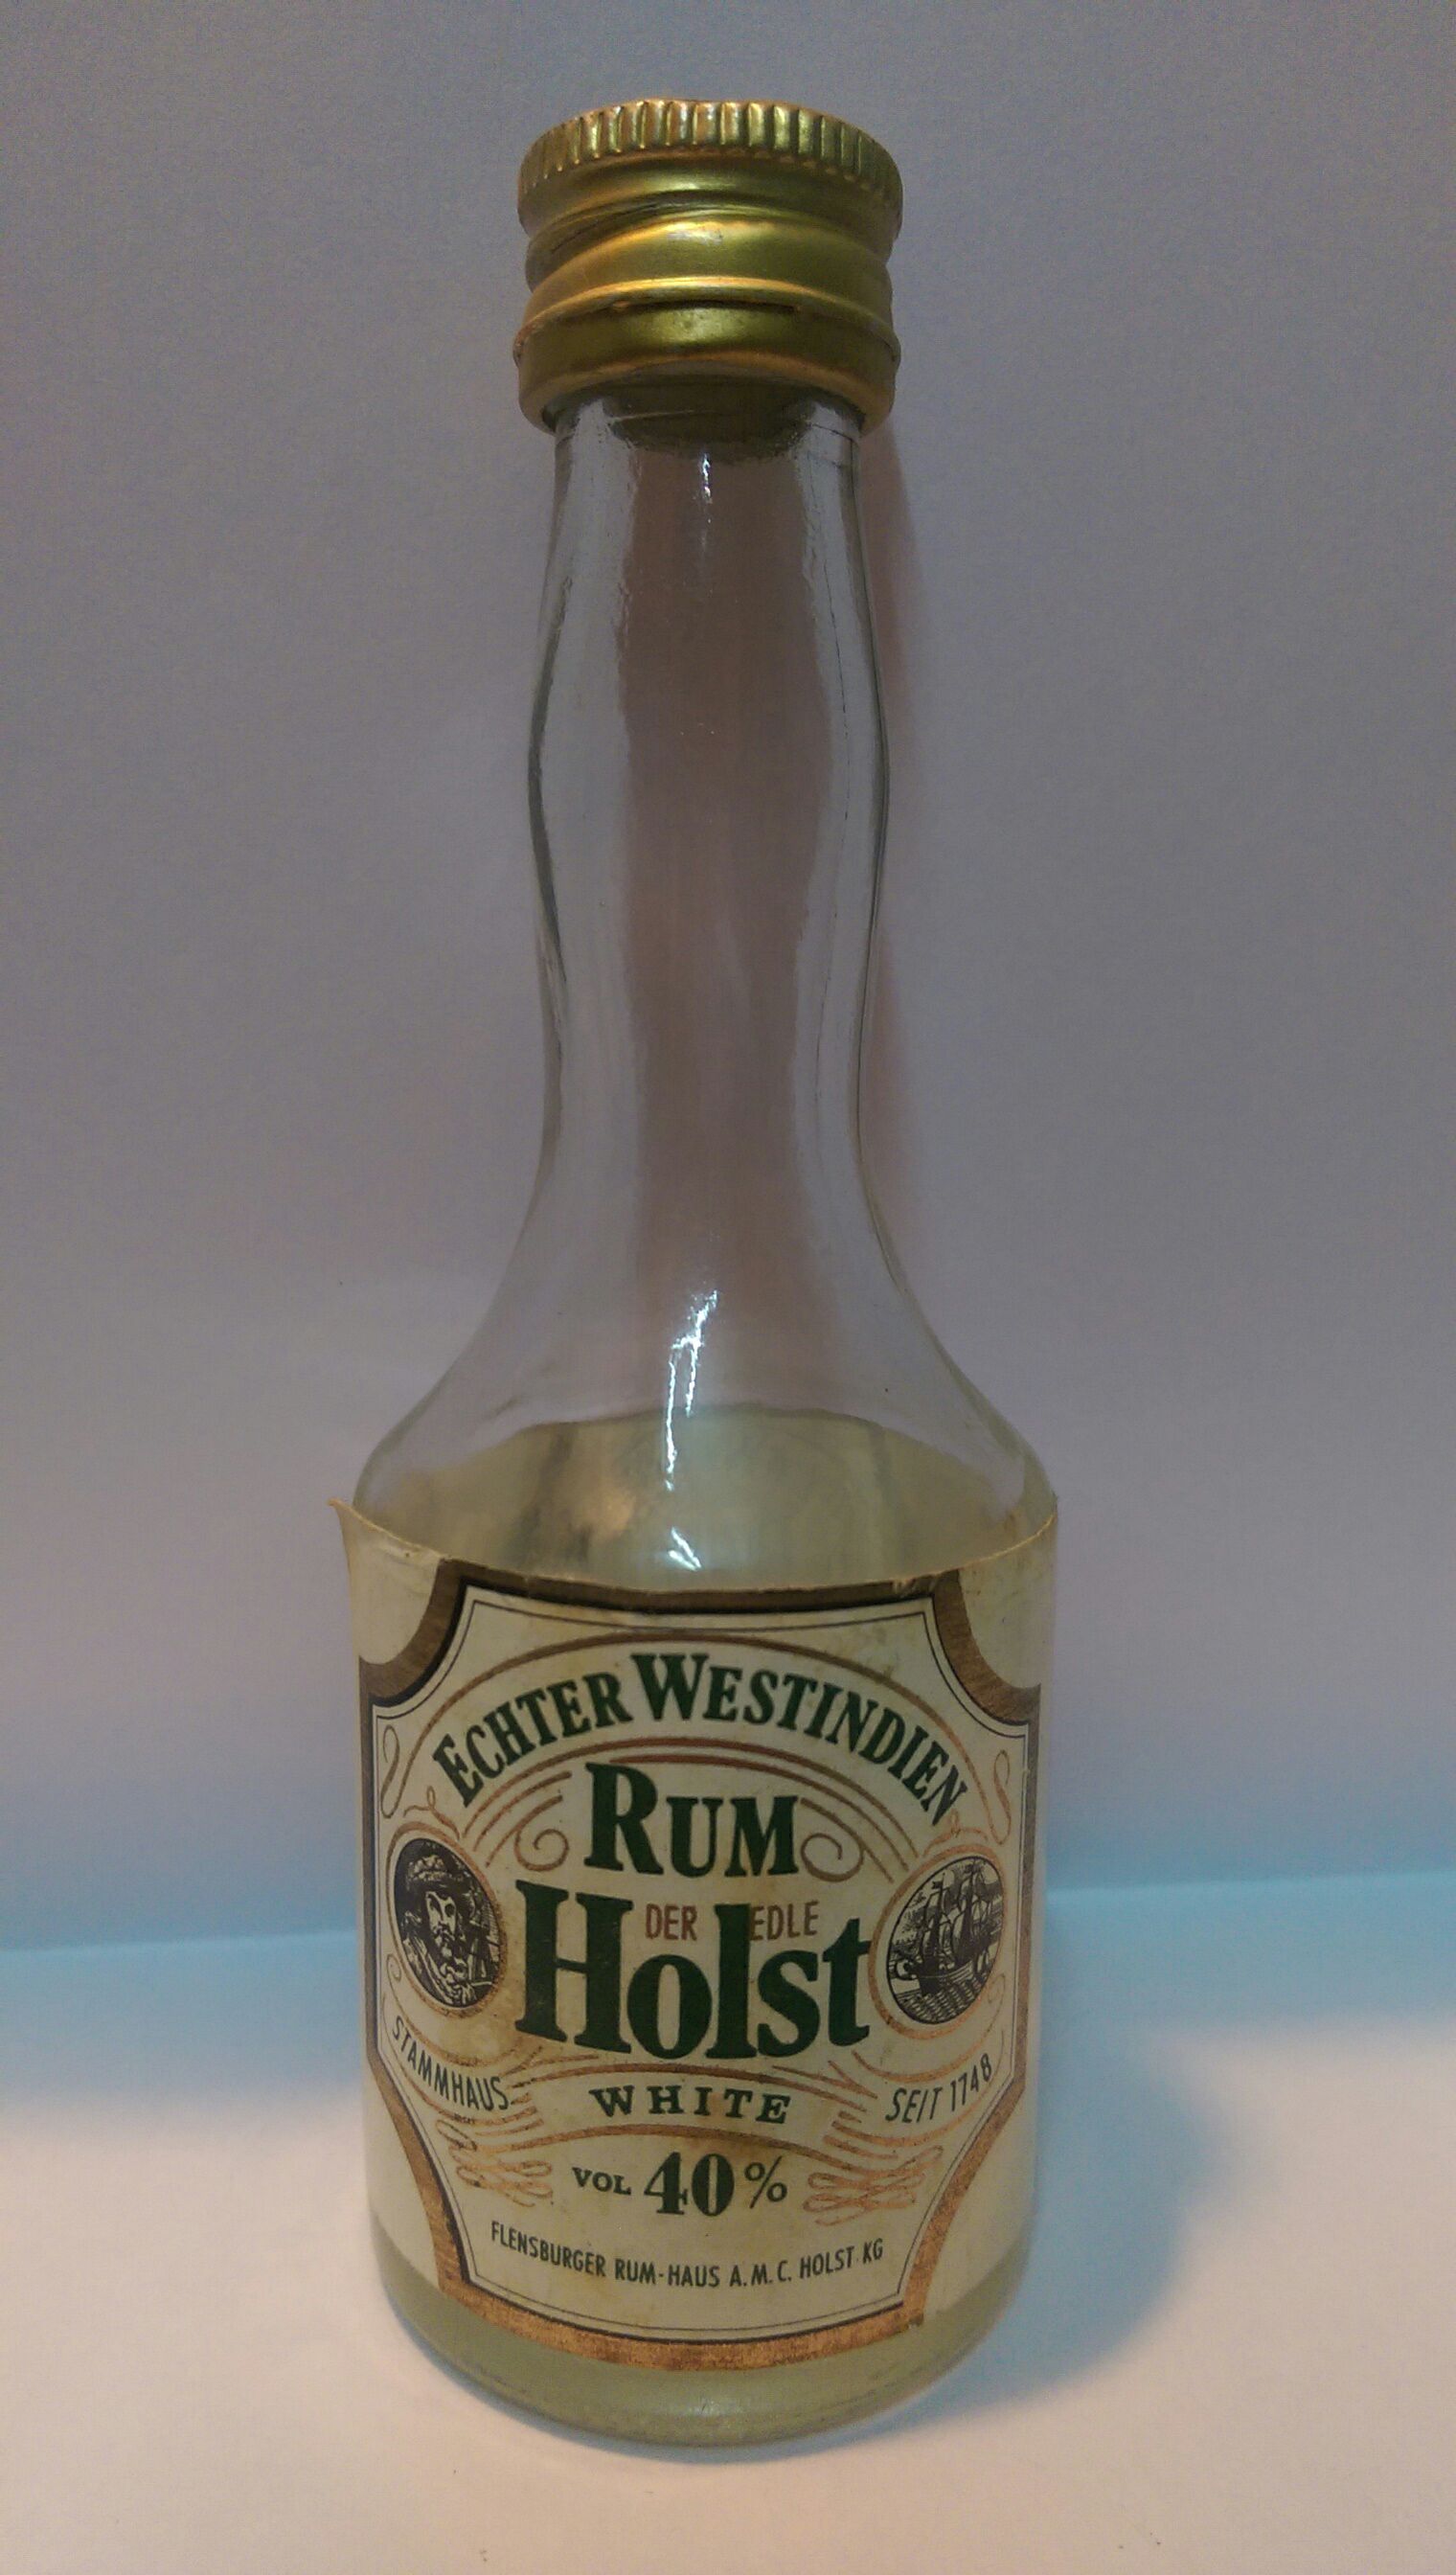 ECHTER WESTINDIEN
RUM
DER EDLE
Holst
STAMMHAUS
WHITE
SEIT 1748
VOL 40%
FLENSBURGER RUM-HAUS A.M.C. HOLST KG